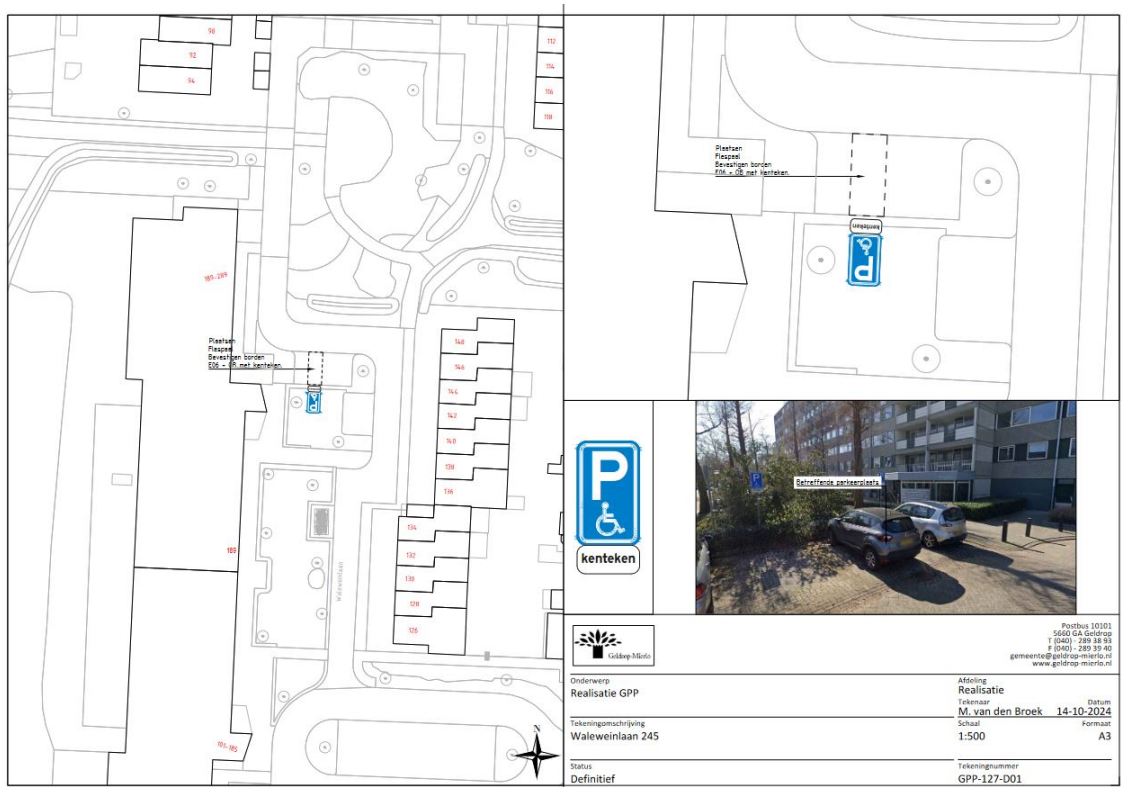 90
92
94
112
114
116
118
189-289
Plaatsen
Flespaal
Bevestigen borden
E06 + OB met kenteken.
P
148
146
144
142
140
138
136
134
132
130
128
126
189
Waleweinlaan
101-185
N
Plaatsen
Flespaal
Bevestigen borden
E06 + OB met kenteken.
kenteken
P
P
kenteken
P
Betreffende parkeerplaats
Geldrop-Mierlo
Postbus 10101
5660 GA Geldrop
T (040) - 289 38 93
F (040) - 289 39 40
gemeente@geldrop-mierlo.nl
www.geldrop-mierlo.nl
Onderwerp
Realisatie GPP
Afdeling
Realisatie
Tekenaar Datum
M. van den Broek 14-10-2024
Tekeningomschrijving
Waleweinlaan 245
Schaal Formaat
1:500 A3
Status
Definitief
Tekeningnummer
GPP-127-D01